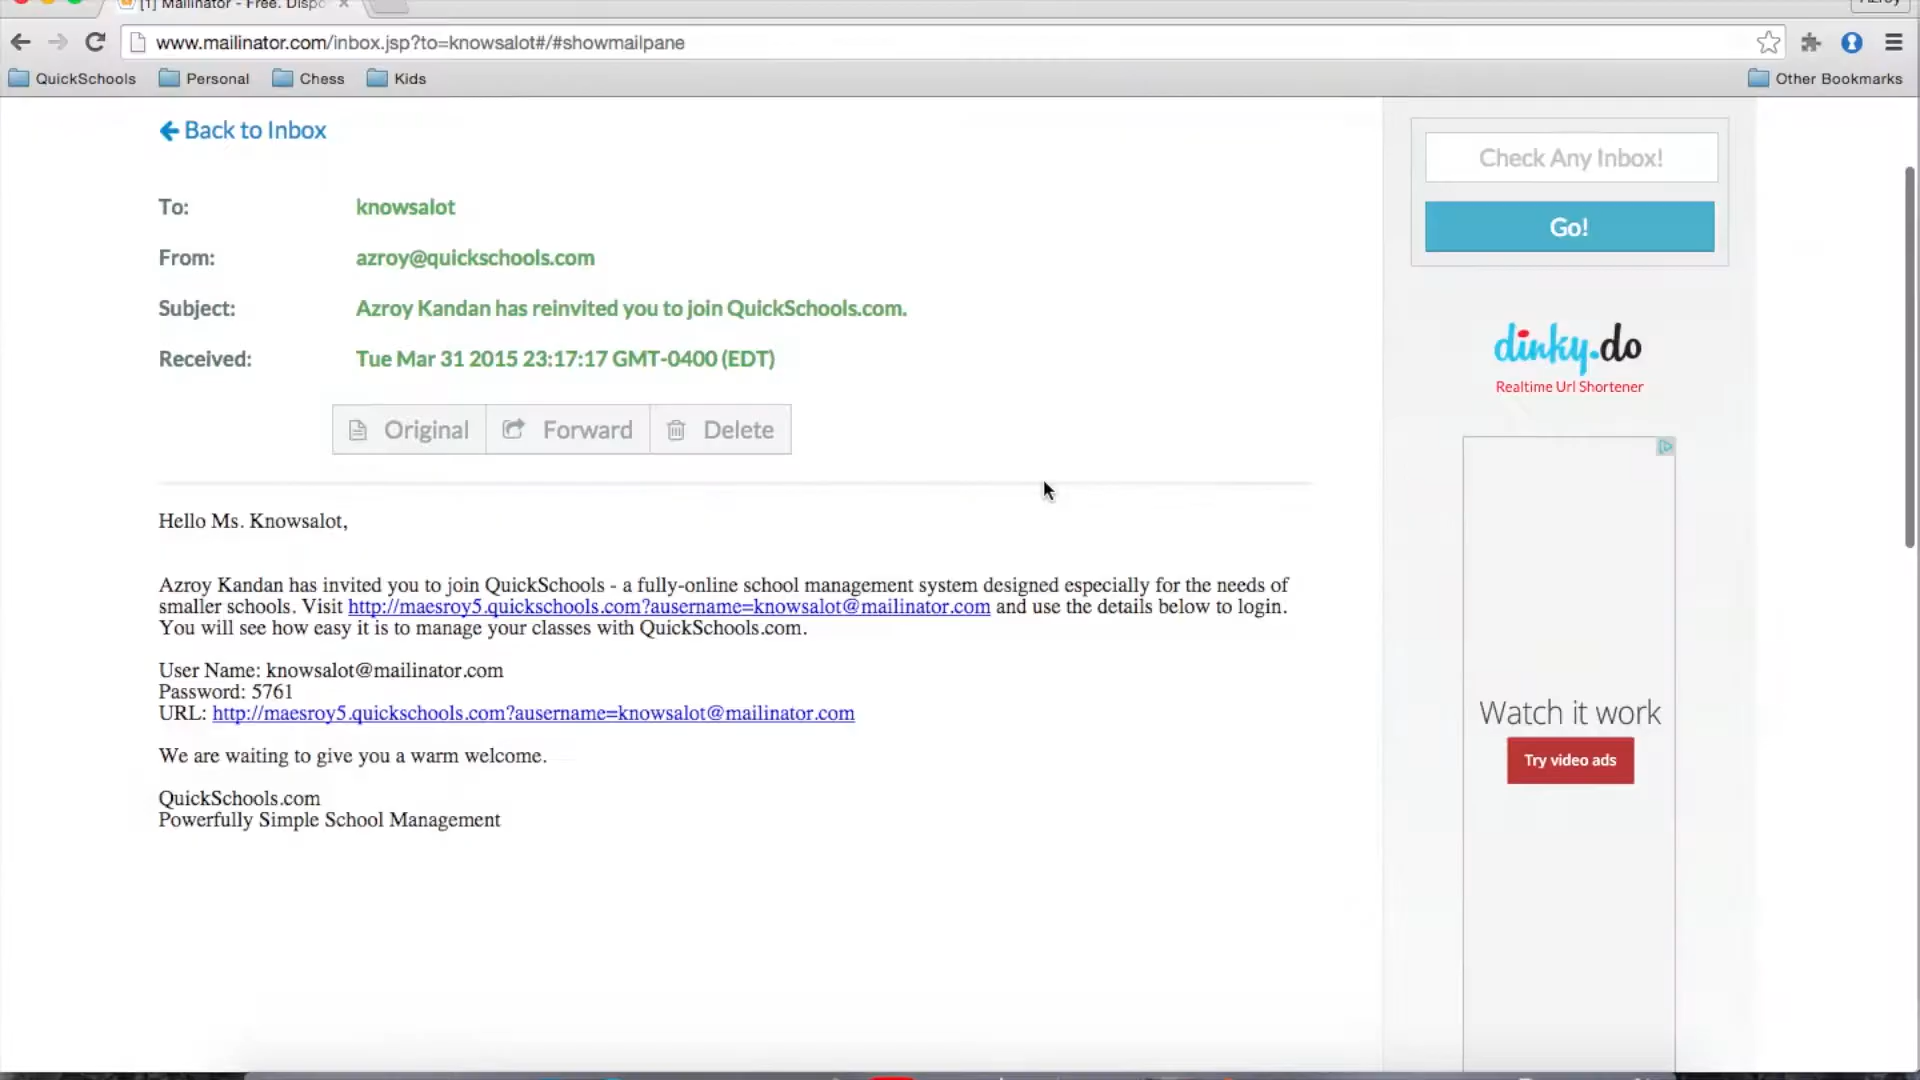 [1] Mailinator - Free. Dispo
Azroy
www.mailinator.com/inbox.jsp?to=knowsalot#/#showmailpane
QuickSchools Personal Chess Kids Other Bookmarks
Back to Inbox
To: knowsalot
From: azroy@quickschools.com
Subject: Azroy Kandan has reinvited you to join QuickSchools.com.
Received: Tue Mar 31 2015 23:17:17 GMT-0400 (EDT)
Original Forward Delete
Hello Ms. Knowsalot,
Azroy Kandan has invited you to join QuickSchools - a fully-online school management system designed especially for the needs of
smaller schools. Visit http://maesroy5.quickschools.com?ausername=knowsalot@mailinator.com and use the details below to login.
You will see how easy it is to manage your classes with QuickSchools.com.
User Name: knowsalot@mailinator.com
Password: 5761
URL: http://maesroy5.quickschools.com?ausername=knowsalot@mailinator.com
We are waiting to give you a warm welcome.
QuickSchools.com
Powerfully Simple School Management
Check Any Inbox!
Go!
dinky.do
Realtime Url Shortener
Watch it work
Try video ads